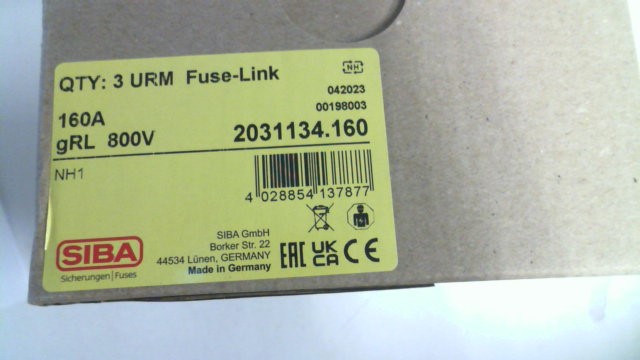 QTY: 3 URM Fuse-Link
NH
042023
00198003
160A
gRL 800V
2031134.160
NH1
4 028854 137877
SIBA
Sicherungen | Fuses
SIBA GmbH
Borker Str. 22
44534 Lünen, GERMANY
Made in Germany
EAC UK CA CE